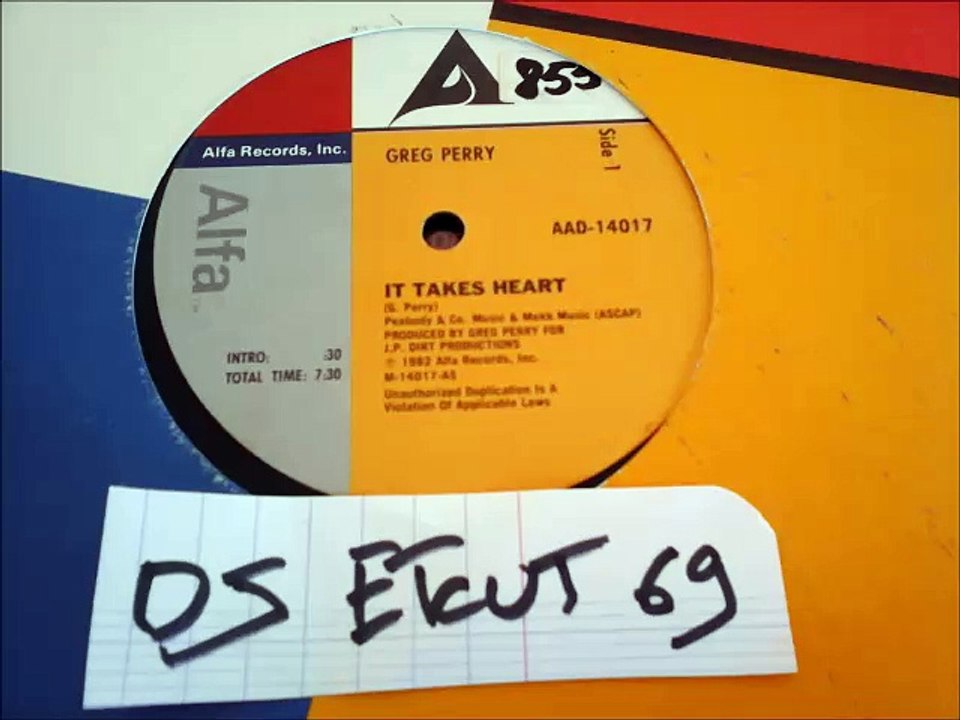 855
Alfa Records, Inc.
GREG PERRY
Side 1
Alfa
AAD-14017
IT TAKES HEART
(G. Perry)
Peabody & Co. Music & Mekk Music (ASCAP)
PRODUCED BY GREG PERRY FOR
J.P. DIRT PRODUCTIONS
℗ 1982 Alfa Records, Inc.
M-14017-AS
Unauthorized Duplication Is A
Violation Of Applicable Laws
INTRO: :30
TOTAL TIME: 7:30
DS ETCUT 69